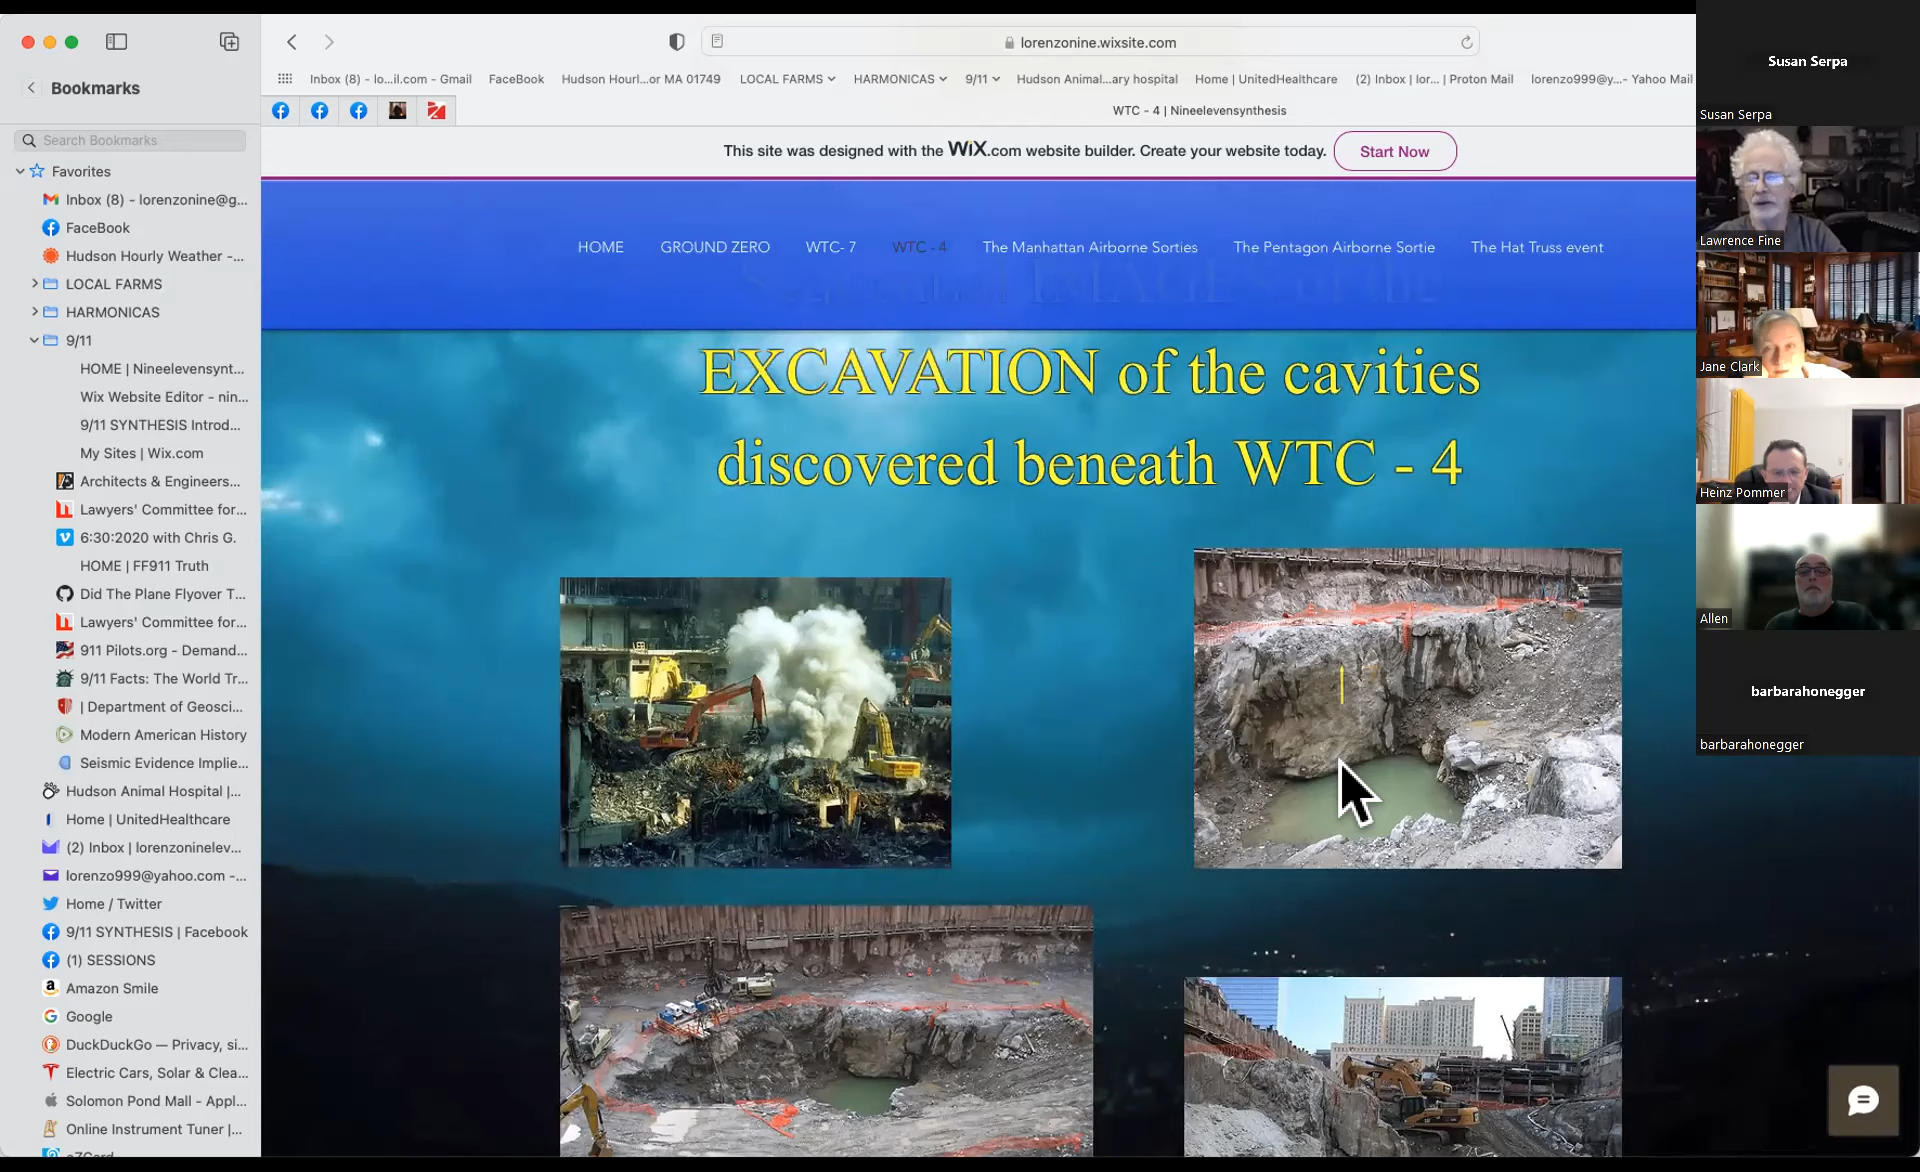 Bookmarks
Search Bookmarks
Favorites
Inbox (8) - lorenzonine@g...
FaceBook
Hudson Hourly Weather -...
LOCAL FARMS
HARMONICAS
9/11
HOME | Nineelevensynt...
Wix Website Editor - nin...
9/11 SYNTHESIS Introd...
My Sites | Wix.com
Architects & Engineers...
Lawyers' Committee for...
6:30:2020 with Chris G.
HOME | FF911 Truth
Did The Plane Flyover T...
Lawyers' Committee for...
911 Pilots.org - Demand...
9/11 Facts: The World Tr...
| Department of Geosci...
Modern American History
Seismic Evidence Implie...
Hudson Animal Hospital |...
Home | UnitedHealthcare
(2) Inbox | lorenzoninelev...
lorenzo999@yahoo.com -...
Home / Twitter
9/11 SYNTHESIS | Facebook
(1) SESSIONS
Amazon Smile
Google
DuckDuckGo — Privacy, si...
Electric Cars, Solar & Clea...
Solomon Pond Mall - Appl...
Online Instrument Tuner |...
lorenzonine.wixsite.com
Inbox (8) - lo...il.com - Gmail FaceBook Hudson Hourl...or MA 01749 LOCAL FARMS HARMONICAS 9/11 Hudson Animal...ary hospital Home | UnitedHealthcare (2) Inbox | lor... | Proton Mail lorenzo999@y...- Yahoo Mail
WTC - 4 | Nineelevensynthesis
This site was designed with the WiX.com website builder. Create your website today. Start Now
HOME GROUND ZERO WTC- 7 WTC - 4 The Manhattan Airborne Sorties The Pentagon Airborne Sortie The Hat Truss event
IMAGES of the
EXCAVATION of the cavities
discovered beneath WTC - 4
Susan Serpa
Susan Serpa
Lawrence Fine
Jane Clark
Heinz Pommer
Allen
barbarahonegger
barbarahonegger